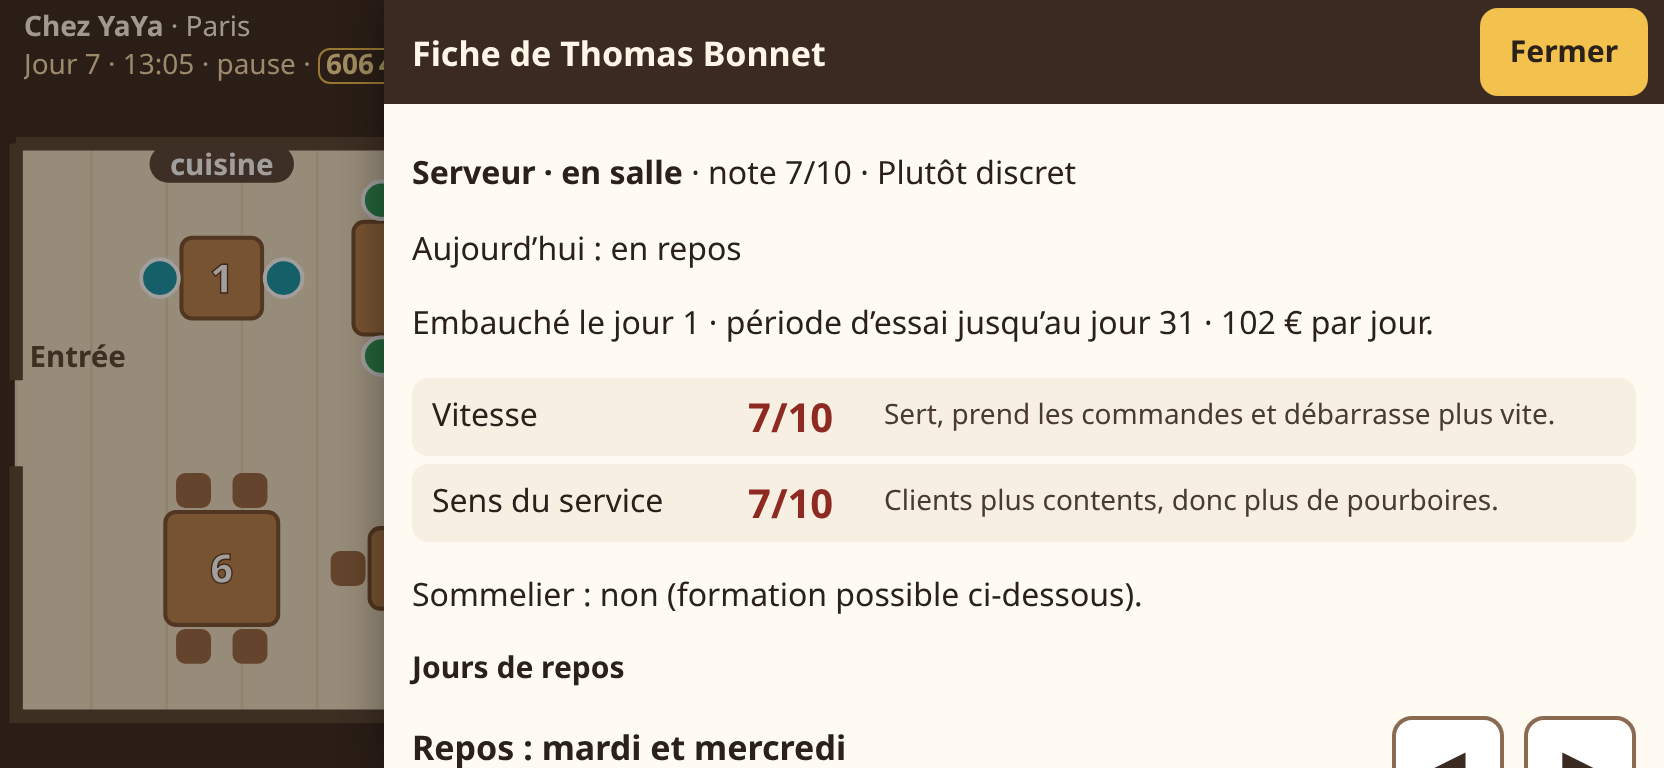 Chez YaYa · Paris
Jour 7 · 13:05 · pause ·
Fiche de Thomas Bonnet
Fermer
cuisine
1
Entrée
6
Serveur · en salle · note 7/10 · Plutôt discret
Aujourd’hui : en repos
Embauché le jour 1 · période d’essai jusqu’au jour 31 · 102 € par jour.
Vitesse 7/10 Sert, prend les commandes et débarrasse plus vite.
Sens du service 7/10 Clients plus contents, donc plus de pourboires.
Sommelier : non (formation possible ci-dessous).
Jours de repos
Repos : mardi et mercredi